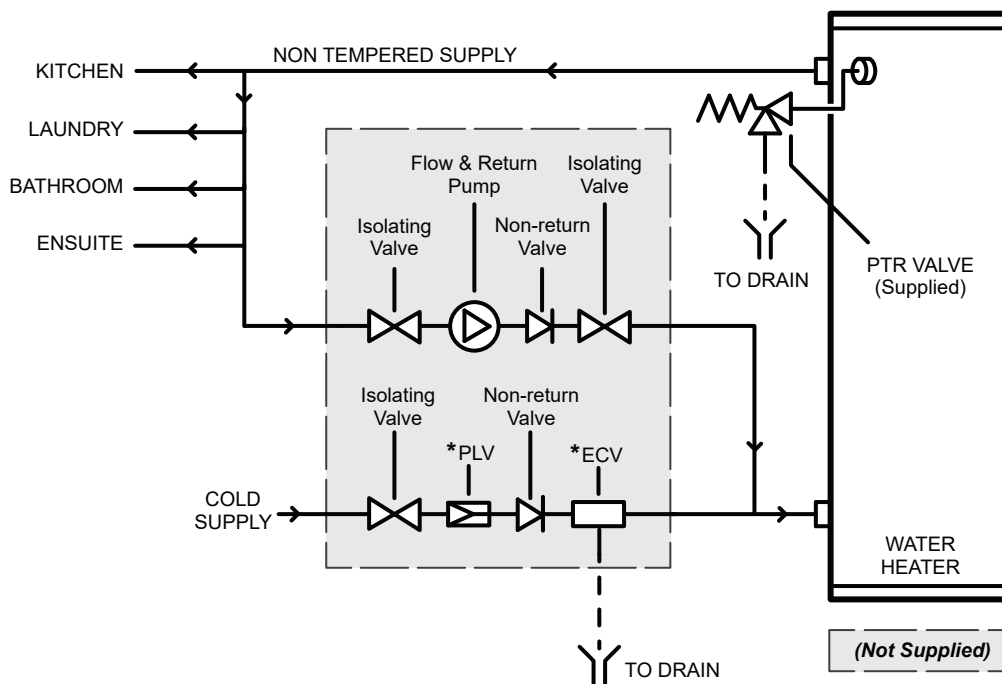 NON TEMPERED SUPPLY
KITCHEN
LAUNDRY
BATHROOM
ENSUITE
Flow & Return
Pump
Isolating
Valve
Isolating
Valve
Non-return
Valve
TO DRAIN
PTR VALVE
(Supplied)
Isolating
Valve
Non-return
Valve
*PLV
*ECV
COLD
SUPPLY
WATER
HEATER
(Not Supplied)
TO DRAIN